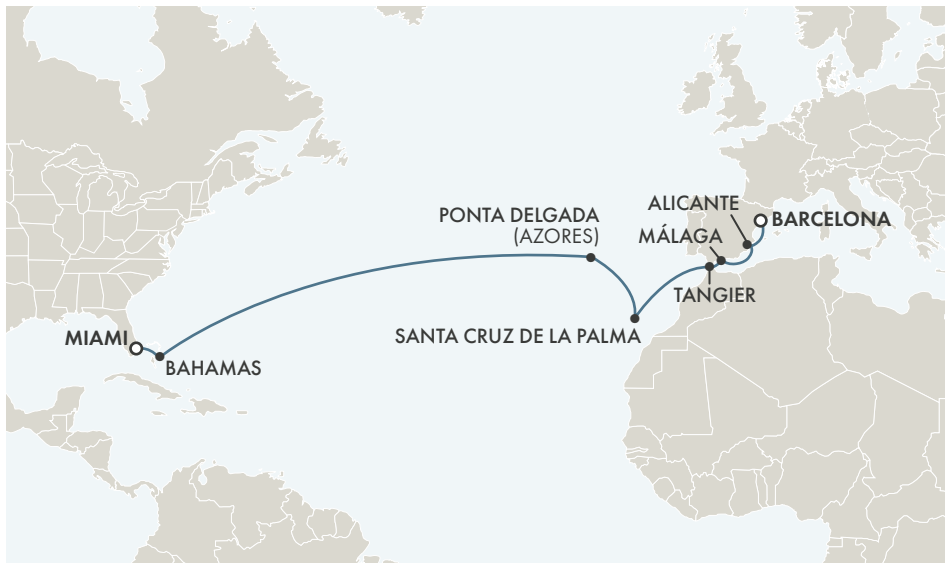 ALICANTE
BARCELONA
PONTA DELGADA
(AZORES)
MÁLAGA
TANGIER
SANTA CRUZ DE LA PALMA
MIAMI
BAHAMAS